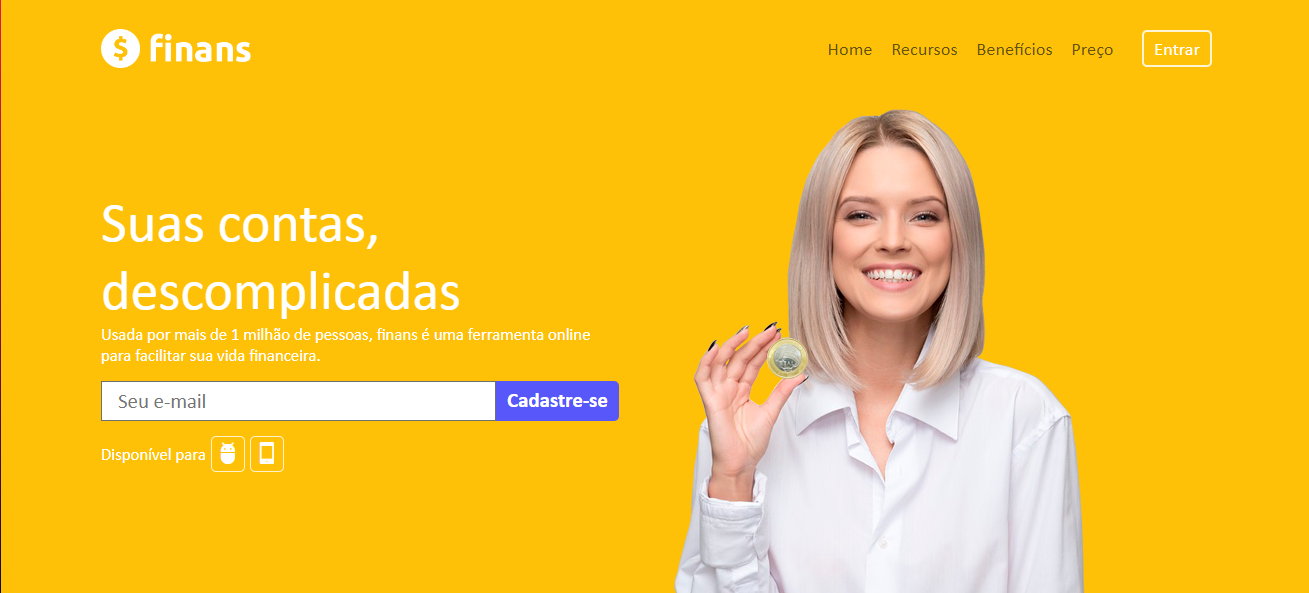 finans
Home Recursos Benefícios Preço Entrar
Suas contas,
descomplicadas
Usada por mais de 1 milhão de pessoas, finans é uma ferramenta online
para facilitar sua vida financeira.
Seu e-mail Cadastre-se
Disponível para